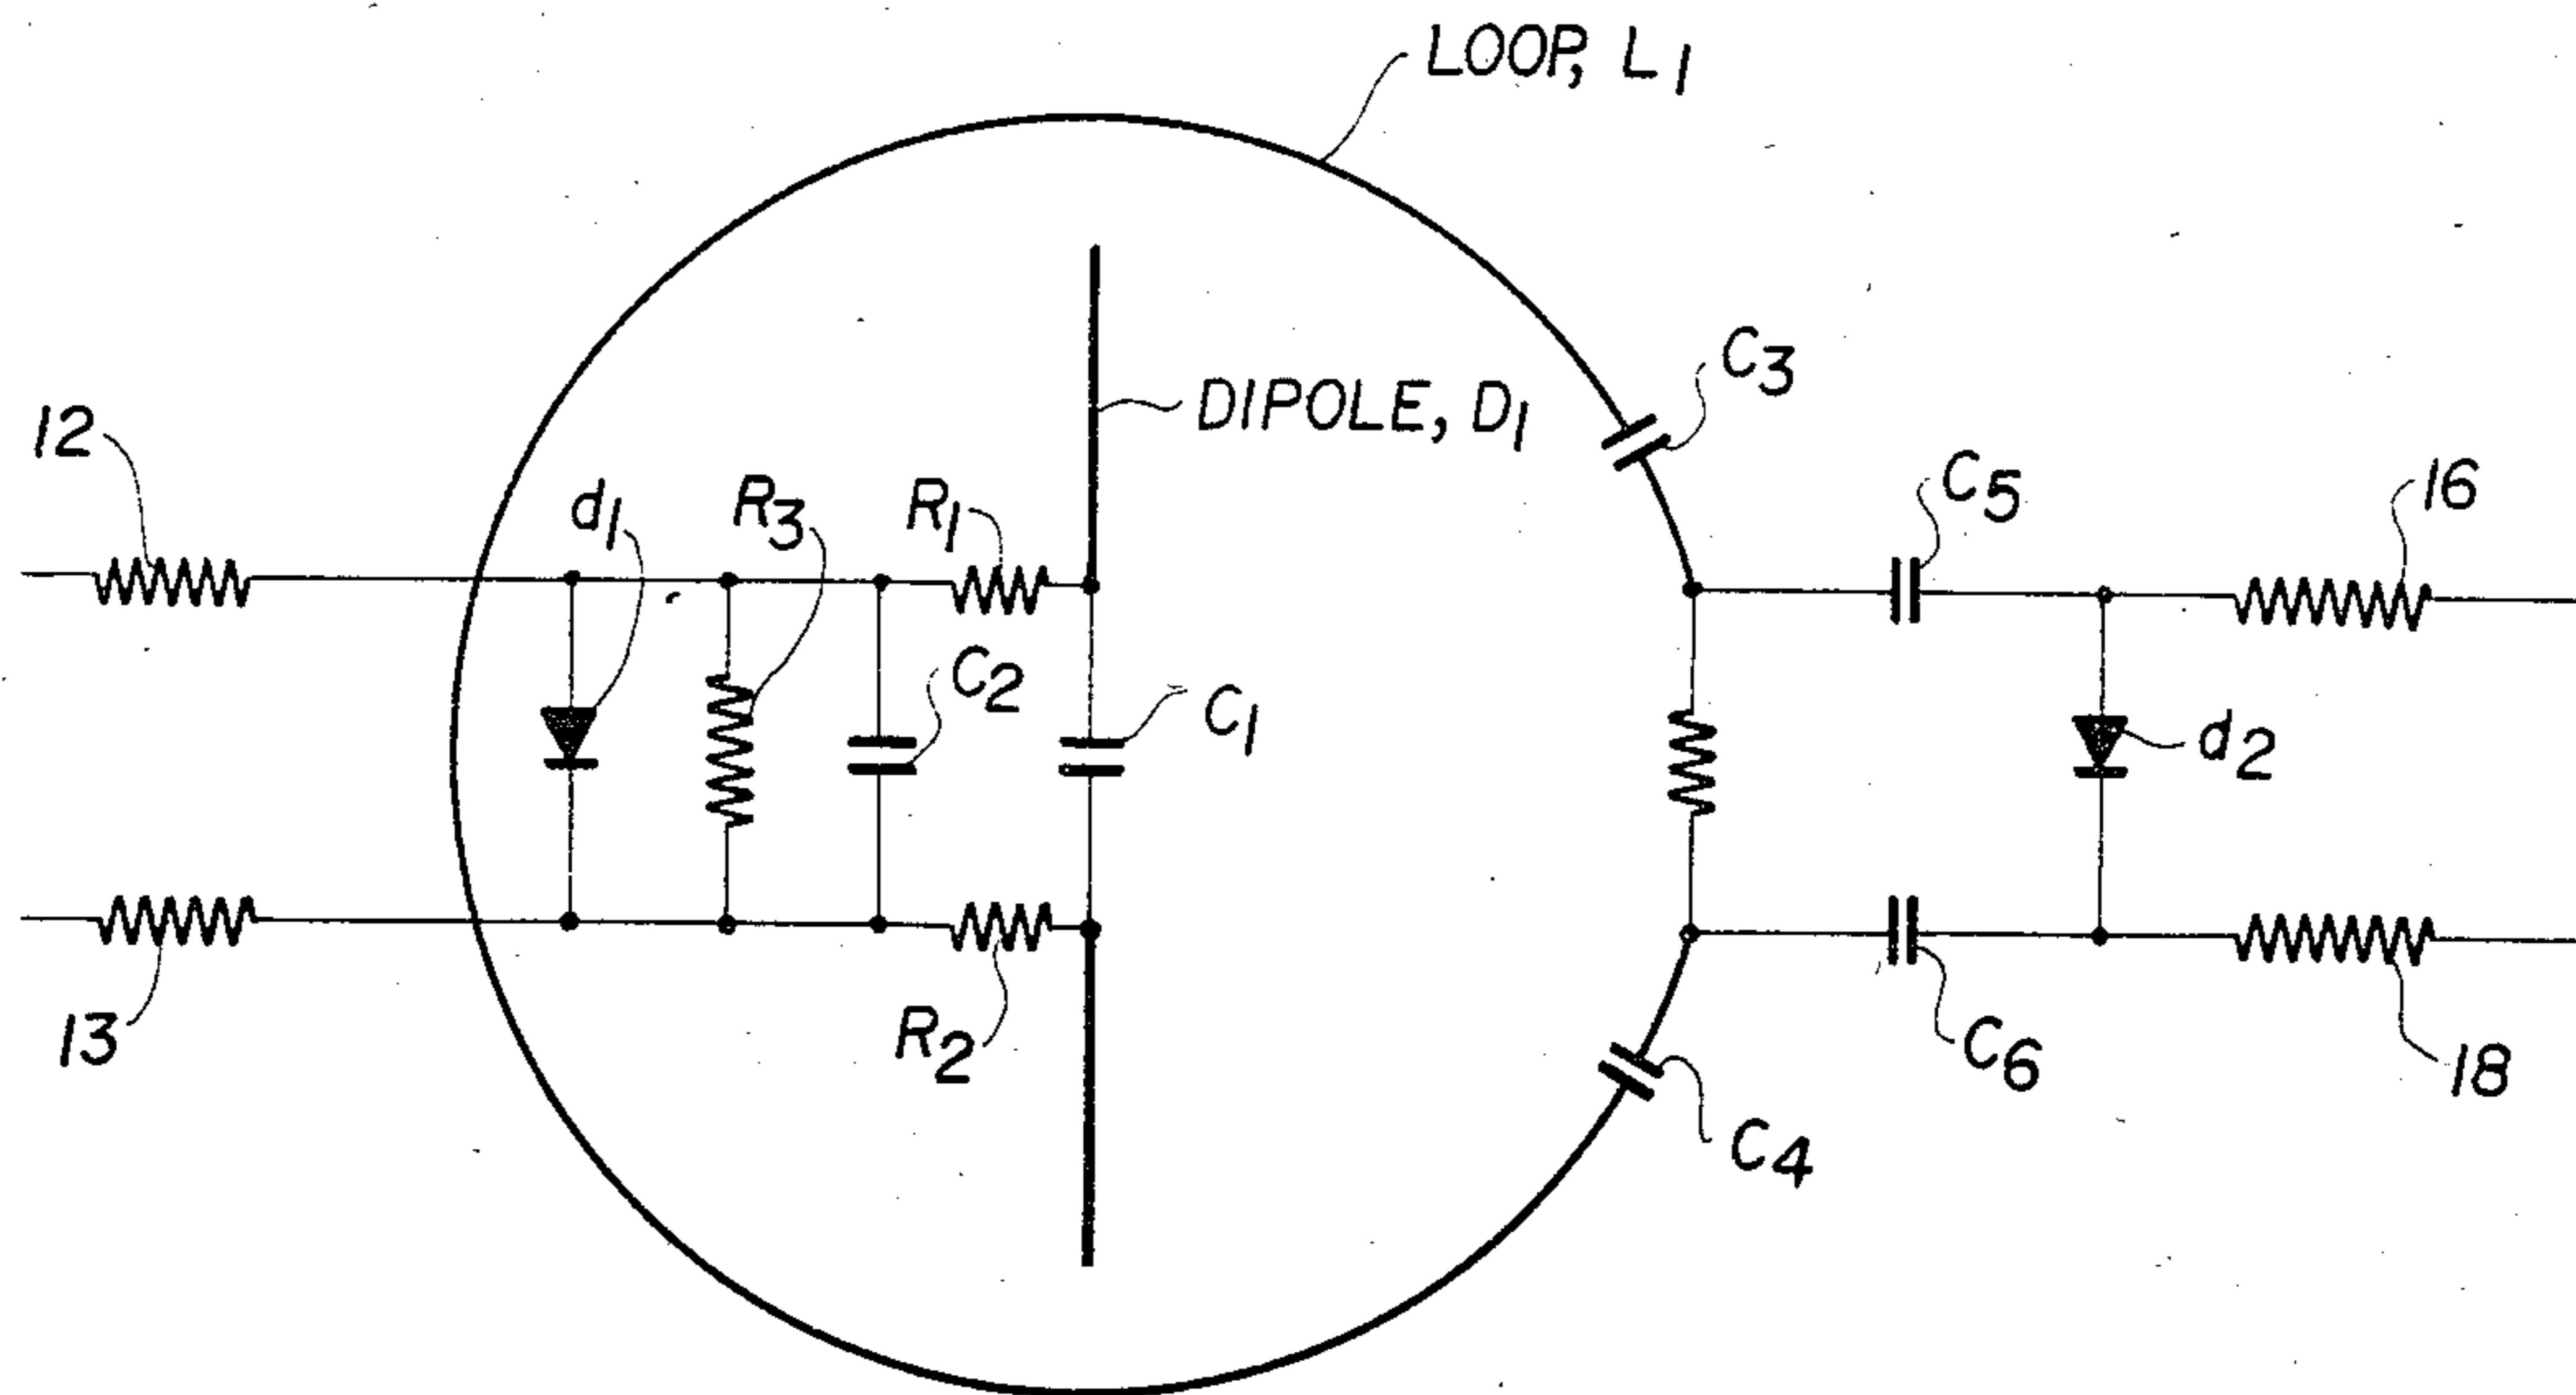 LOOP, L1
C3
DIPOLE, D1
12
d1
R3
R1
C5
16
C2
C1
d2
13
R2
C6
18
C4